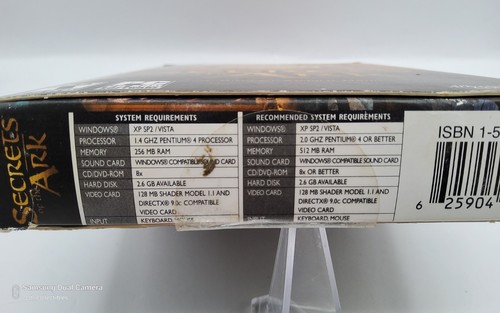 SECRETS
OF THE
ARK
SYSTEM REQUIREMENTS
WINDOWS® XP SP2 / VISTA
PROCESSOR 1.4 GHZ PENTIUM® 4 PROCESSOR
MEMORY 256 MB RAM
SOUND CARD WINDOWS® COMPATIBLE SOUND CARD
CD/DVD-ROM 8x
HARD DISK 2.6 GB AVAILABLE
VIDEO CARD 128 MB SHADER MODEL 1.1 AND
DIRECTX® 9.0c COMPATIBLE
VIDEO CARD
INPUT KEYBOARD, MOUSE
RECOMMENDED SYSTEM REQUIREMENTS
WINDOWS® XP SP2 / VISTA
PROCESSOR 2.0 GHZ PENTIUM® 4 OR BETTER
MEMORY 512 MB RAM
SOUND CARD WINDOWS® COMPATIBLE SOUND CARD
CD/DVD-ROM 8x OR BETTER
HARD DISK 2.6 GB AVAILABLE
VIDEO CARD 128 MB SHADER MODEL 1.1 AND
DIRECTX® 9.0c COMPATIBLE
VIDEO CARD
INPUT KEYBOARD, MOUSE
ISBN 1-5
6 25904
Samsung Dual Camera